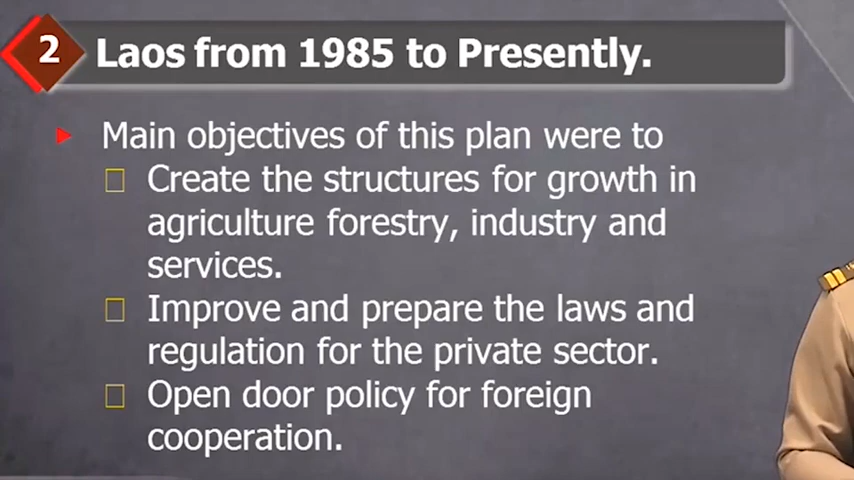 2
Laos from 1985 to Presently.
Main objectives of this plan were to
Create the structures for growth in
agriculture forestry, industry and
services.
Improve and prepare the laws and
regulation for the private sector.
Open door policy for foreign
cooperation.